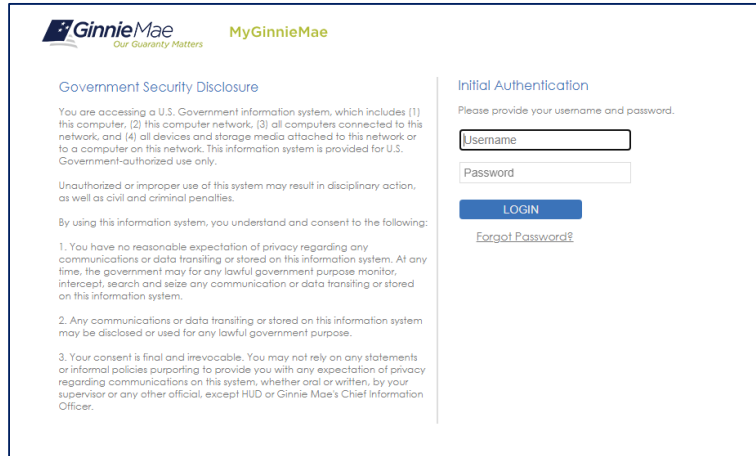 GinnieMae
Our Guaranty Matters
MyGinnieMae
Government Security Disclosure
You are accessing a U.S. Government information system, which includes (1)
this computer, (2) this computer network, (3) all computers connected to this
network, and (4) all devices and storage media attached to this network or
to a computer on this network. This information system is provided for U.S.
Government-authorized use only.
Unauthorized or improper use of this system may result in disciplinary action,
as well as civil and criminal penalties.
By using this information system, you understand and consent to the following:
1. You have no reasonable expectation of privacy regarding any
communications or data transiting or stored on this information system. At any
time, the government may for any lawful government purpose monitor,
intercept, search and seize any communication or data transiting or stored
on this information system.
2. Any communications or data transiting or stored on this information system
may be disclosed or used for any lawful government purpose.
3. Your consent is final and irrevocable. You may not rely on any statements
or informal policies purporting to provide you with any expectation of privacy
regarding communications on this system, whether oral or written, by your
supervisor or any other official, except HUD or Ginnie Mae's Chief Information
Officer.
Initial Authentication
Please provide your username and password.
Username
Password
LOGIN
Forgot Password?